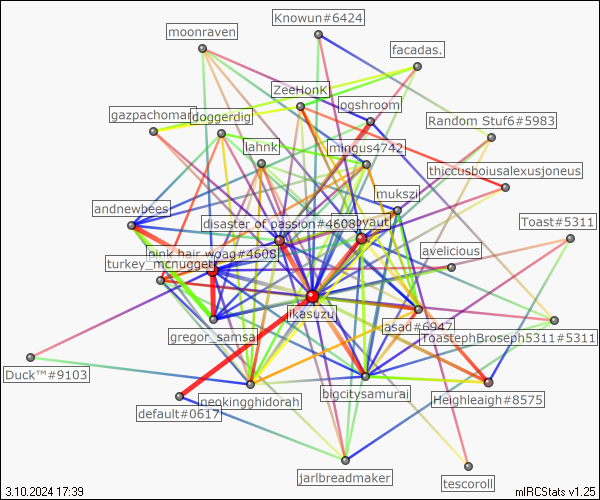 Knowun#6424
moonraven
facadas.
ZeeHonK
ogshroom
gazpachoman
doggerdig
Random Stuf6#5983
lahnk
mingus4742
thiccusboiusalexusjoneus
mukszi
andnewbees
disaster of passion#4608
yaut
Toast#5311
pink hair woag#4608
avelicious
turkey_mcnugget
ikasuzu
asad#6947
gregor_samsa
ToastephBroseph5311#5311
Duck™#9103
bigcitysamurai
neokingghidorah
Heighleaigh#8575
default#0617
jarlbreadmaker
tescoroll
3.10.2024 17:39
mIRCStats v1.25